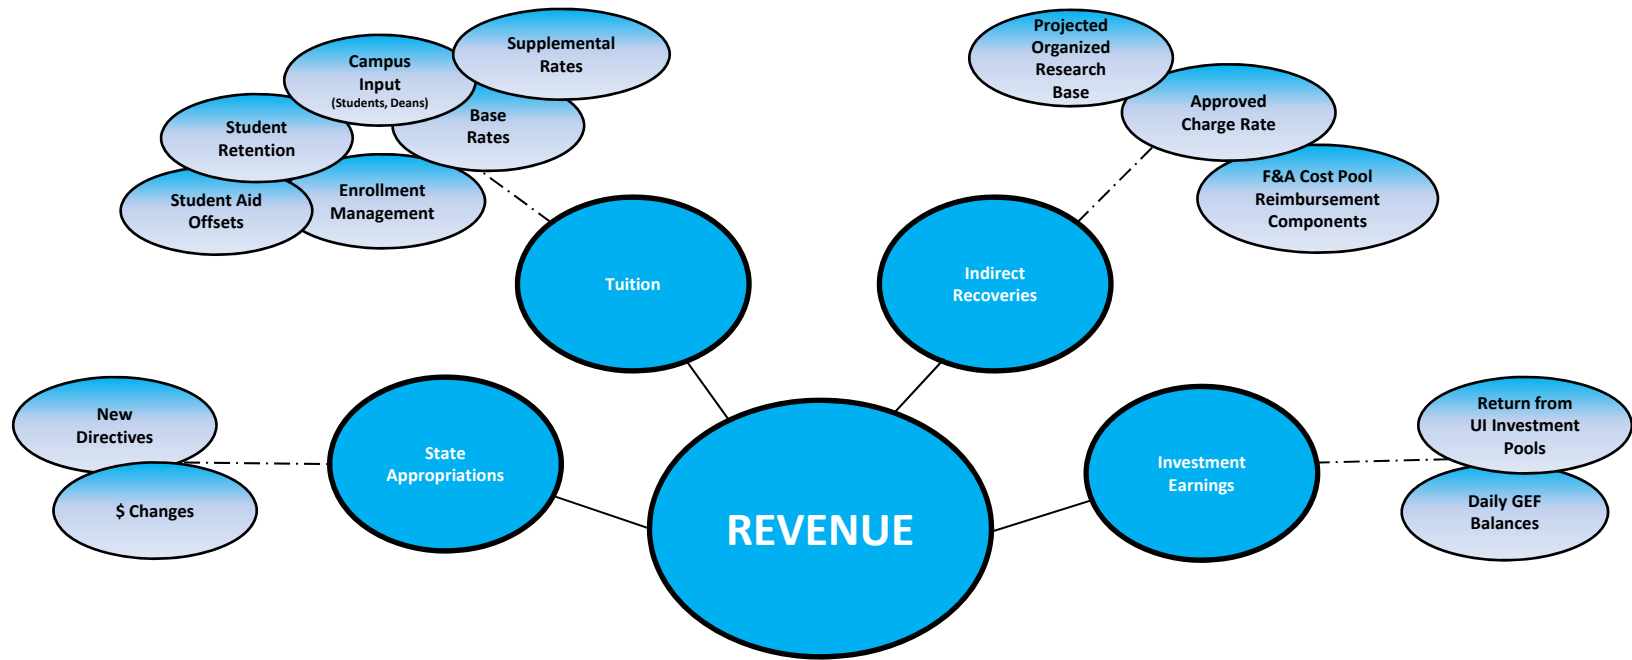 Supplemental
Rates
Campus
Input
(Students, Deans)
Base
Rates
Student
Retention
Enrollment
Management
Student Aid
Offsets
Projected
Organized
Research
Base
Approved
Charge Rate
F&A Cost Pool
Reimbursement
Components
Tuition
Indirect
Recoveries
New
Directives
$ Changes
State
Appropriations
REVENUE
Investment
Earnings
Return from
UI Investment
Pools
Daily GEF
Balances